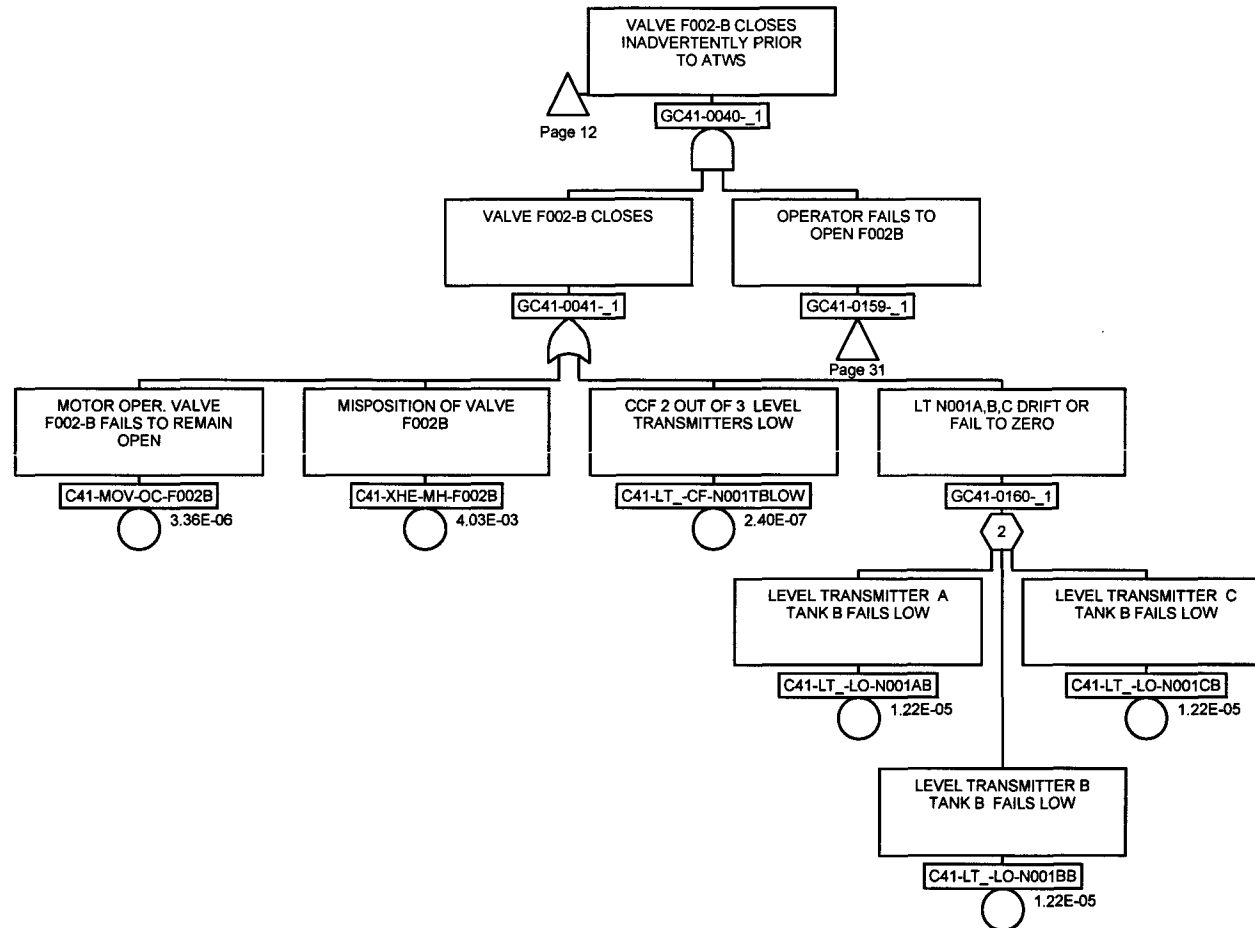 VALVE F002-B CLOSES
INADVERTENTLY PRIOR
TO ATWS
Page 12
GC41-0040-_1
VALVE F002-B CLOSES
GC41-0041-_1
OPERATOR FAILS TO
OPEN F002B
GC41-0159-_1
Page 31
MOTOR OPER. VALVE
F002-B FAILS TO REMAIN
OPEN
C41-MOV-OC-F002B
3.36E-06
MISPOSITION OF VALVE
F002B
C41-XHE-MH-F002B
4.03E-03
CCF 2 OUT OF 3 LEVEL
TRANSMITTERS LOW
C41-LT_-CF-N001TBLOW
2.40E-07
LT N001A,B,C DRIFT OR
FAIL TO ZERO
GC41-0160-_1
2
LEVEL TRANSMITTER A
TANK B FAILS LOW
C41-LT_-LO-N001AB
1.22E-05
LEVEL TRANSMITTER C
TANK B FAILS LOW
C41-LT_-LO-N001CB
1.22E-05
LEVEL TRANSMITTER B
TANK B FAILS LOW
C41-LT_-LO-N001BB
1.22E-05